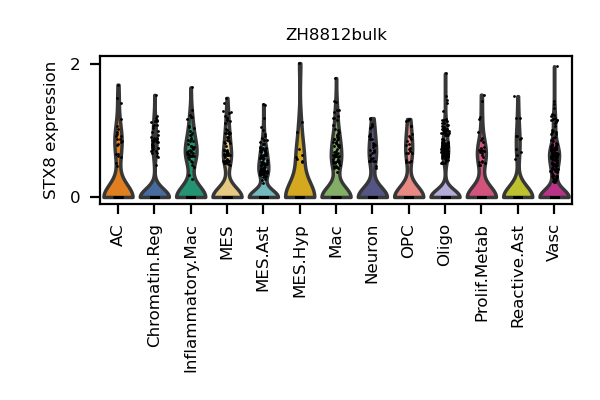 ZH8812bulk
STX8 expression
2
0
AC
Chromatin.Reg
Inflammatory.Mac
MES
MES.Ast
MES.Hyp
Mac
Neuron
OPC
Oligo
Prolif.Metab
Reactive.Ast
Vasc